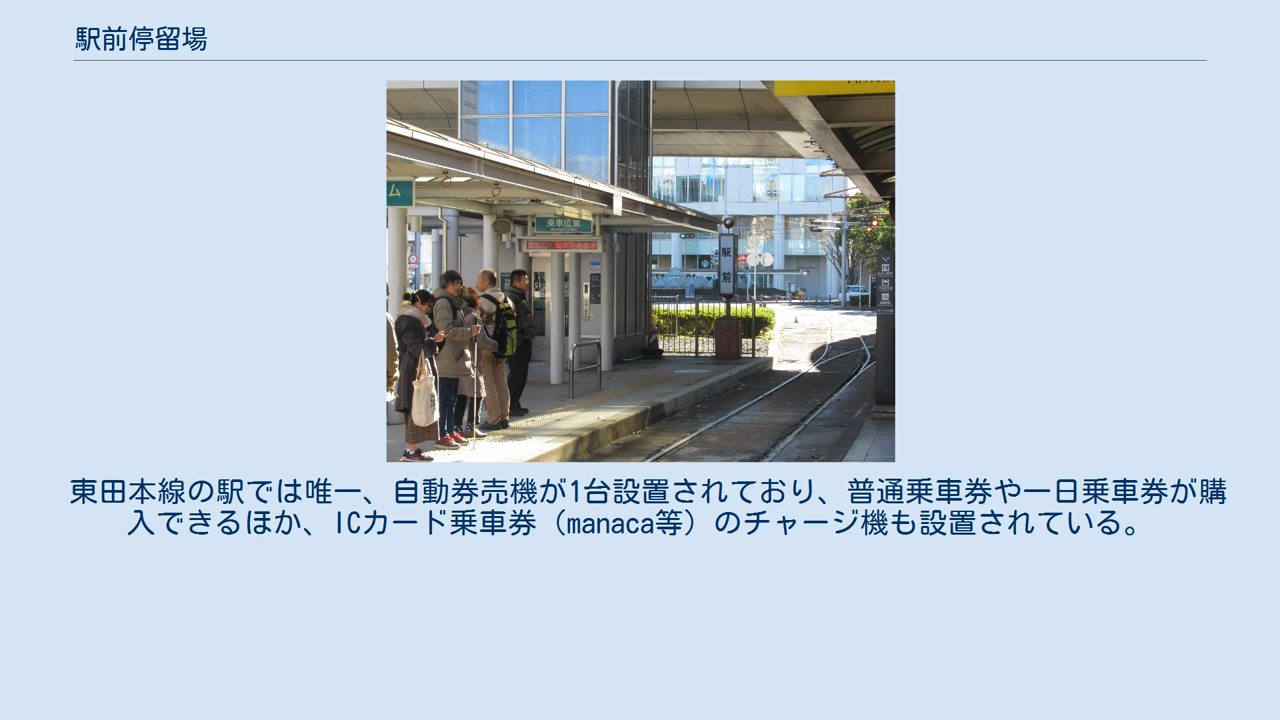 駅前停留場
ム
乗車位置
駅前
東田本線の駅では唯一、自動券売機が1台設置されており、普通乗車券や一日乗車券が購
入できるほか、ICカード乗車券（manaca等）のチャージ機も設置されている。